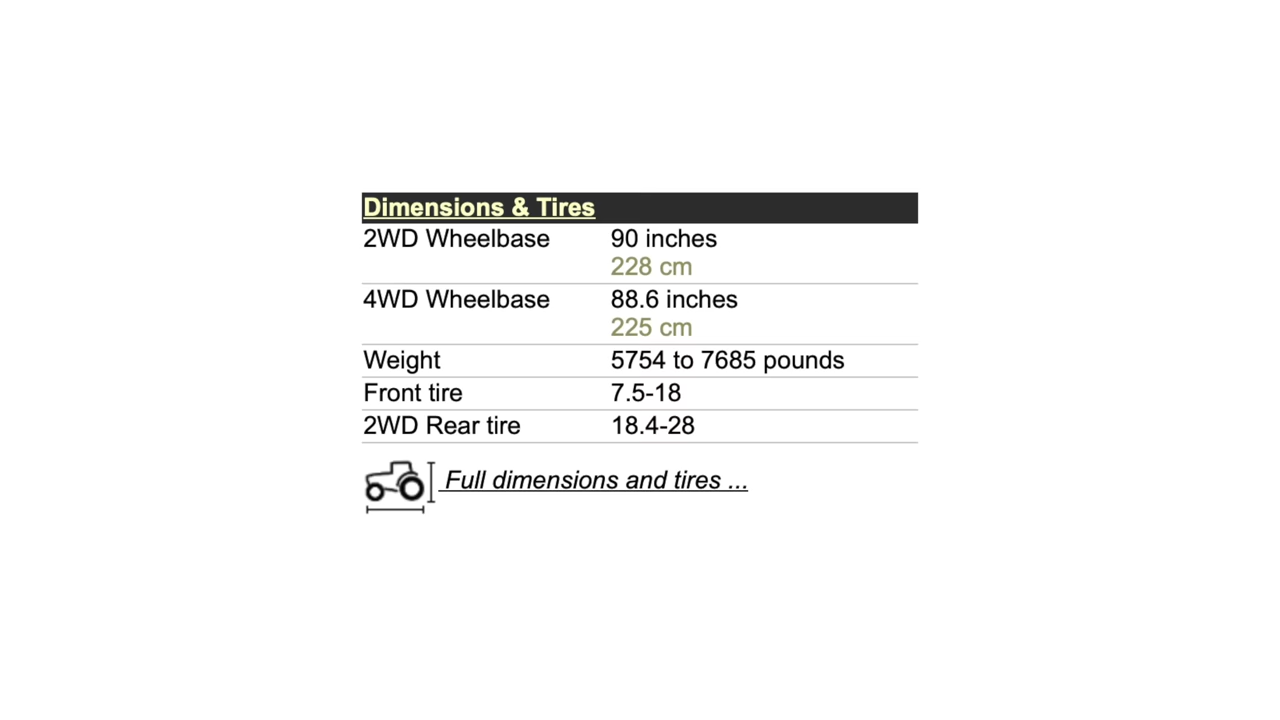 Dimensions & Tires
2WD Wheelbase 90 inches
228 cm
4WD Wheelbase 88.6 inches
225 cm
Weight 5754 to 7685 pounds
Front tire 7.5-18
2WD Rear tire 18.4-28
Full dimensions and tires ...